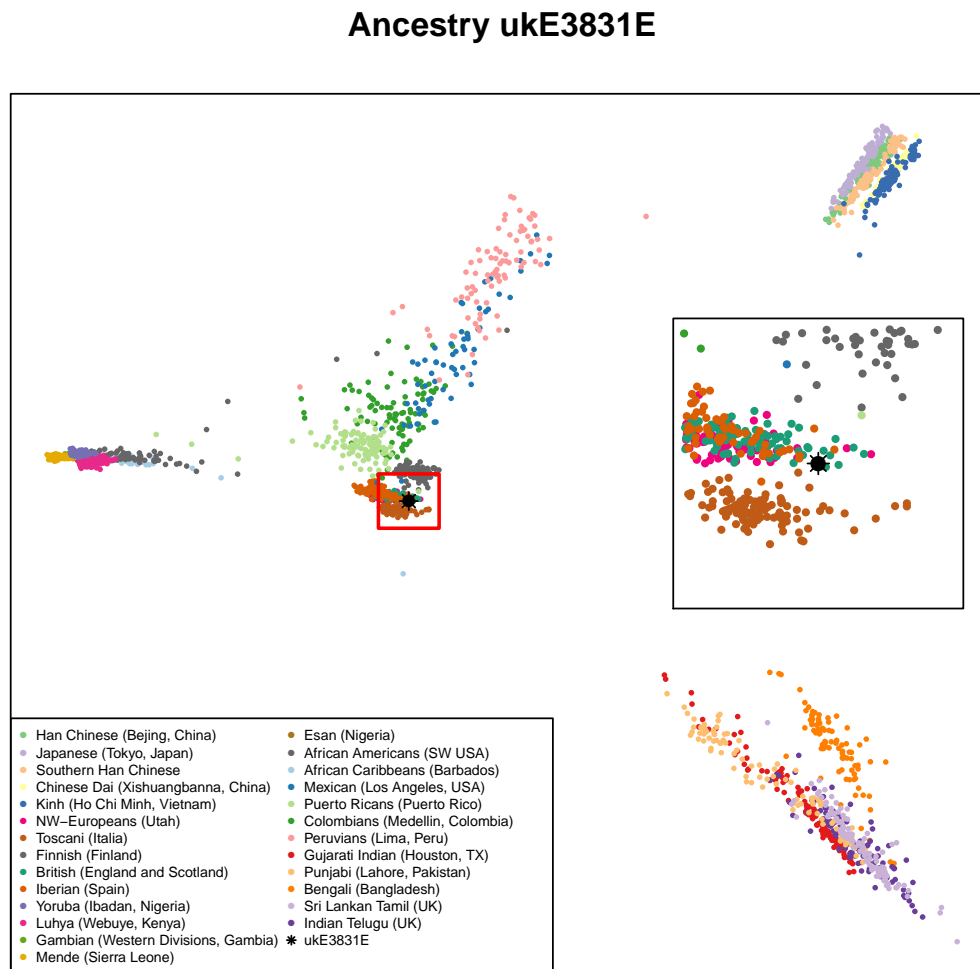 Ancestry ukE3831E
Han Chinese (Bejing, China)
Japanese (Tokyo, Japan)
Southern Han Chinese
Chinese Dai (Xishuangbanna, China)
Kinh (Ho Chi Minh, Vietnam)
NW−Europeans (Utah)
Toscani (Italia)
Finnish (Finland)
British (England and Scotland)
Iberian (Spain)
Yoruba (Ibadan, Nigeria)
Luhya (Webuye, Kenya)
Gambian (Western Divisions, Gambia)
Mende (Sierra Leone)
Esan (Nigeria)
African Americans (SW USA)
African Caribbeans (Barbados)
Mexican (Los Angeles, USA)
Puerto Ricans (Puerto Rico)
Colombians (Medellin, Colombia)
Peruvians (Lima, Peru)
Gujarati Indian (Houston, TX)
Punjabi (Lahore, Pakistan)
Bengali (Bangladesh)
Sri Lankan Tamil (UK)
Indian Telugu (UK)
ukE3831E